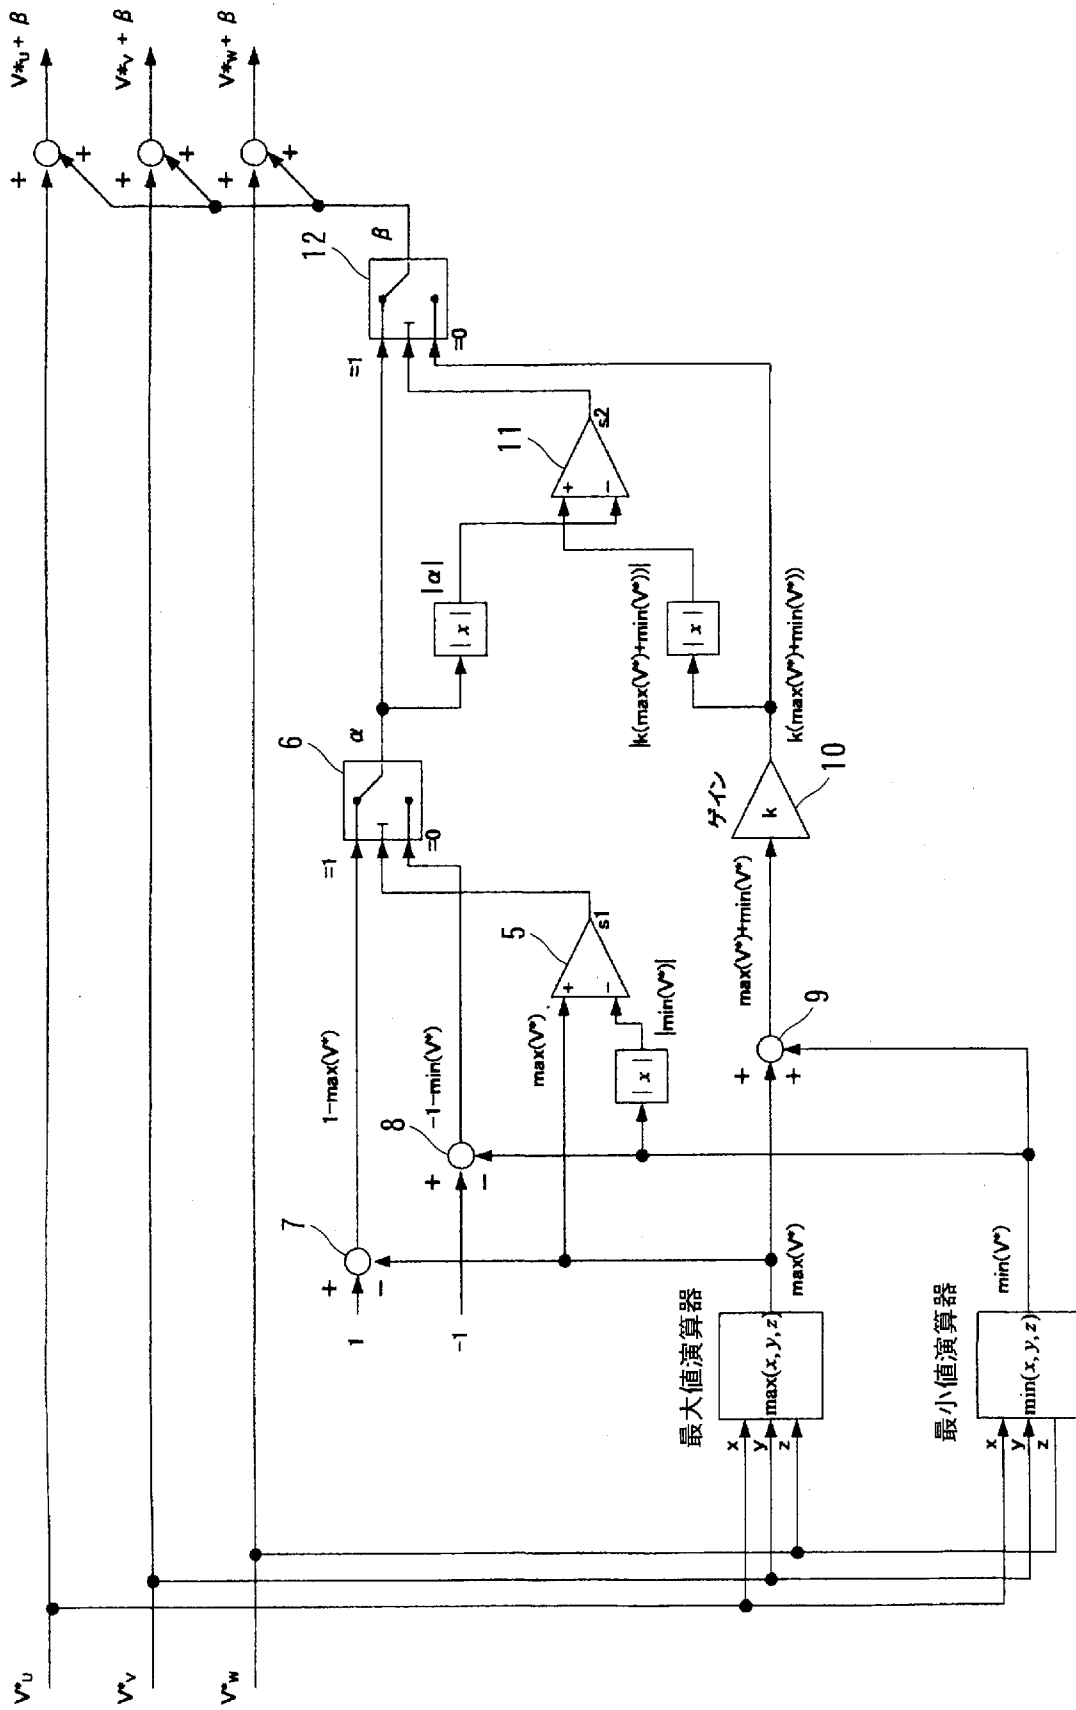 V*U
V*V
V*W
V*U + β
V*V + β
V*W + β
+
+
+
+
+
+
1
+
−
7
-1
+
−
8
1−max(V*)
-1−min(V*)
=1
=0
6
α
=1
=0
12
β
max(V*)
5
+
−
s1
|x|
|min(V*)|
|x|
|α|
11
+
−
s2
|x|
|k(max(V*)+min(V*))|
最大値演算器
x
y
z
max(x,y,z)
max(V*)
+
+
9
max(V*)+min(V*)
ゲイン
k
10
k(max(V*)+min(V*))
最小値演算器
x
y
z
min(x,y,z)
min(V*)